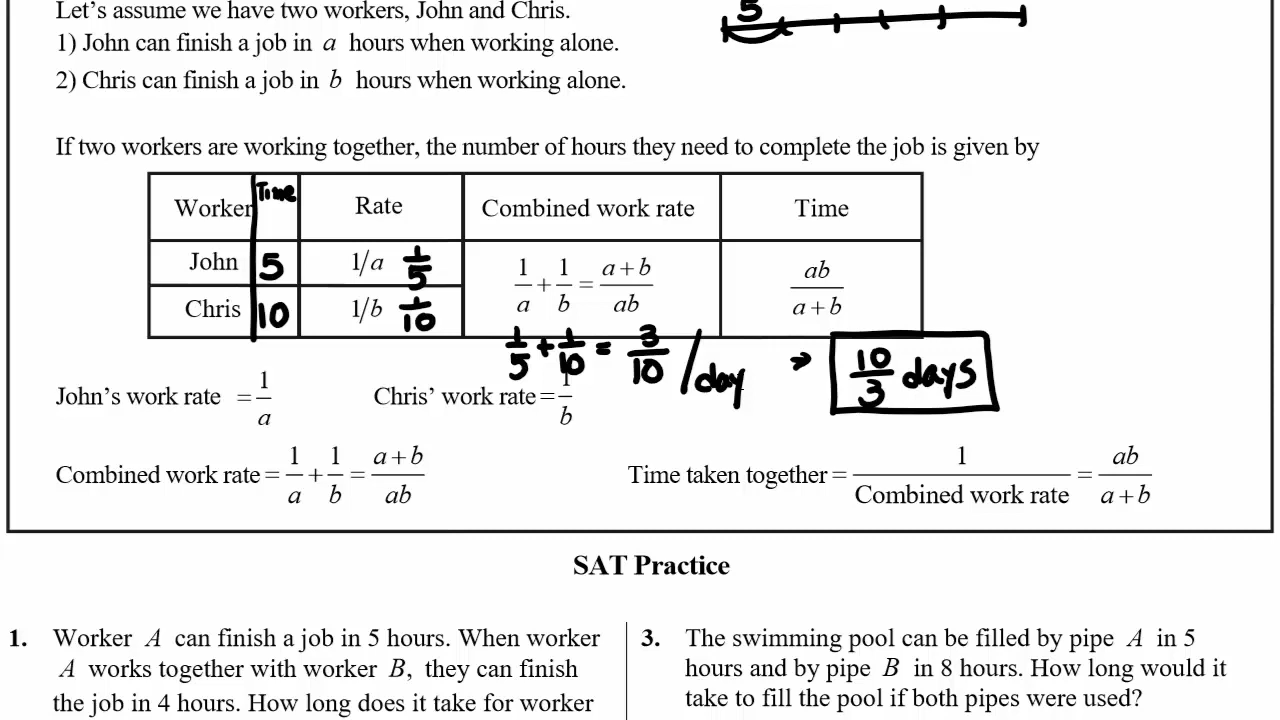 Let's assume we have two workers, John and Chris.
5
1) John can finish a job in a hours when working alone.
2) Chris can finish a job in b hours when working alone.
If two workers are working together, the number of hours they need to complete the job is given by
Worker Time Rate Combined work rate Time
John 5 1/a 1/5 1/a + 1/b = a+b/ab ab/a+b
Chris 10 1/b 1/10
1/5 + 1/10 = 3/10 /day → 10/3 days
John's work rate = 1/a Chris' work rate = 1/b
Combined work rate = 1/a + 1/b = a+b/ab Time taken together = 1/Combined work rate = ab/a+b
SAT Practice
1. Worker A can finish a job in 5 hours. When worker
A works together with worker B, they can finish
the job in 4 hours. How long does it take for worker
3. The swimming pool can be filled by pipe A in 5
hours and by pipe B in 8 hours. How long would it
take to fill the pool if both pipes were used?